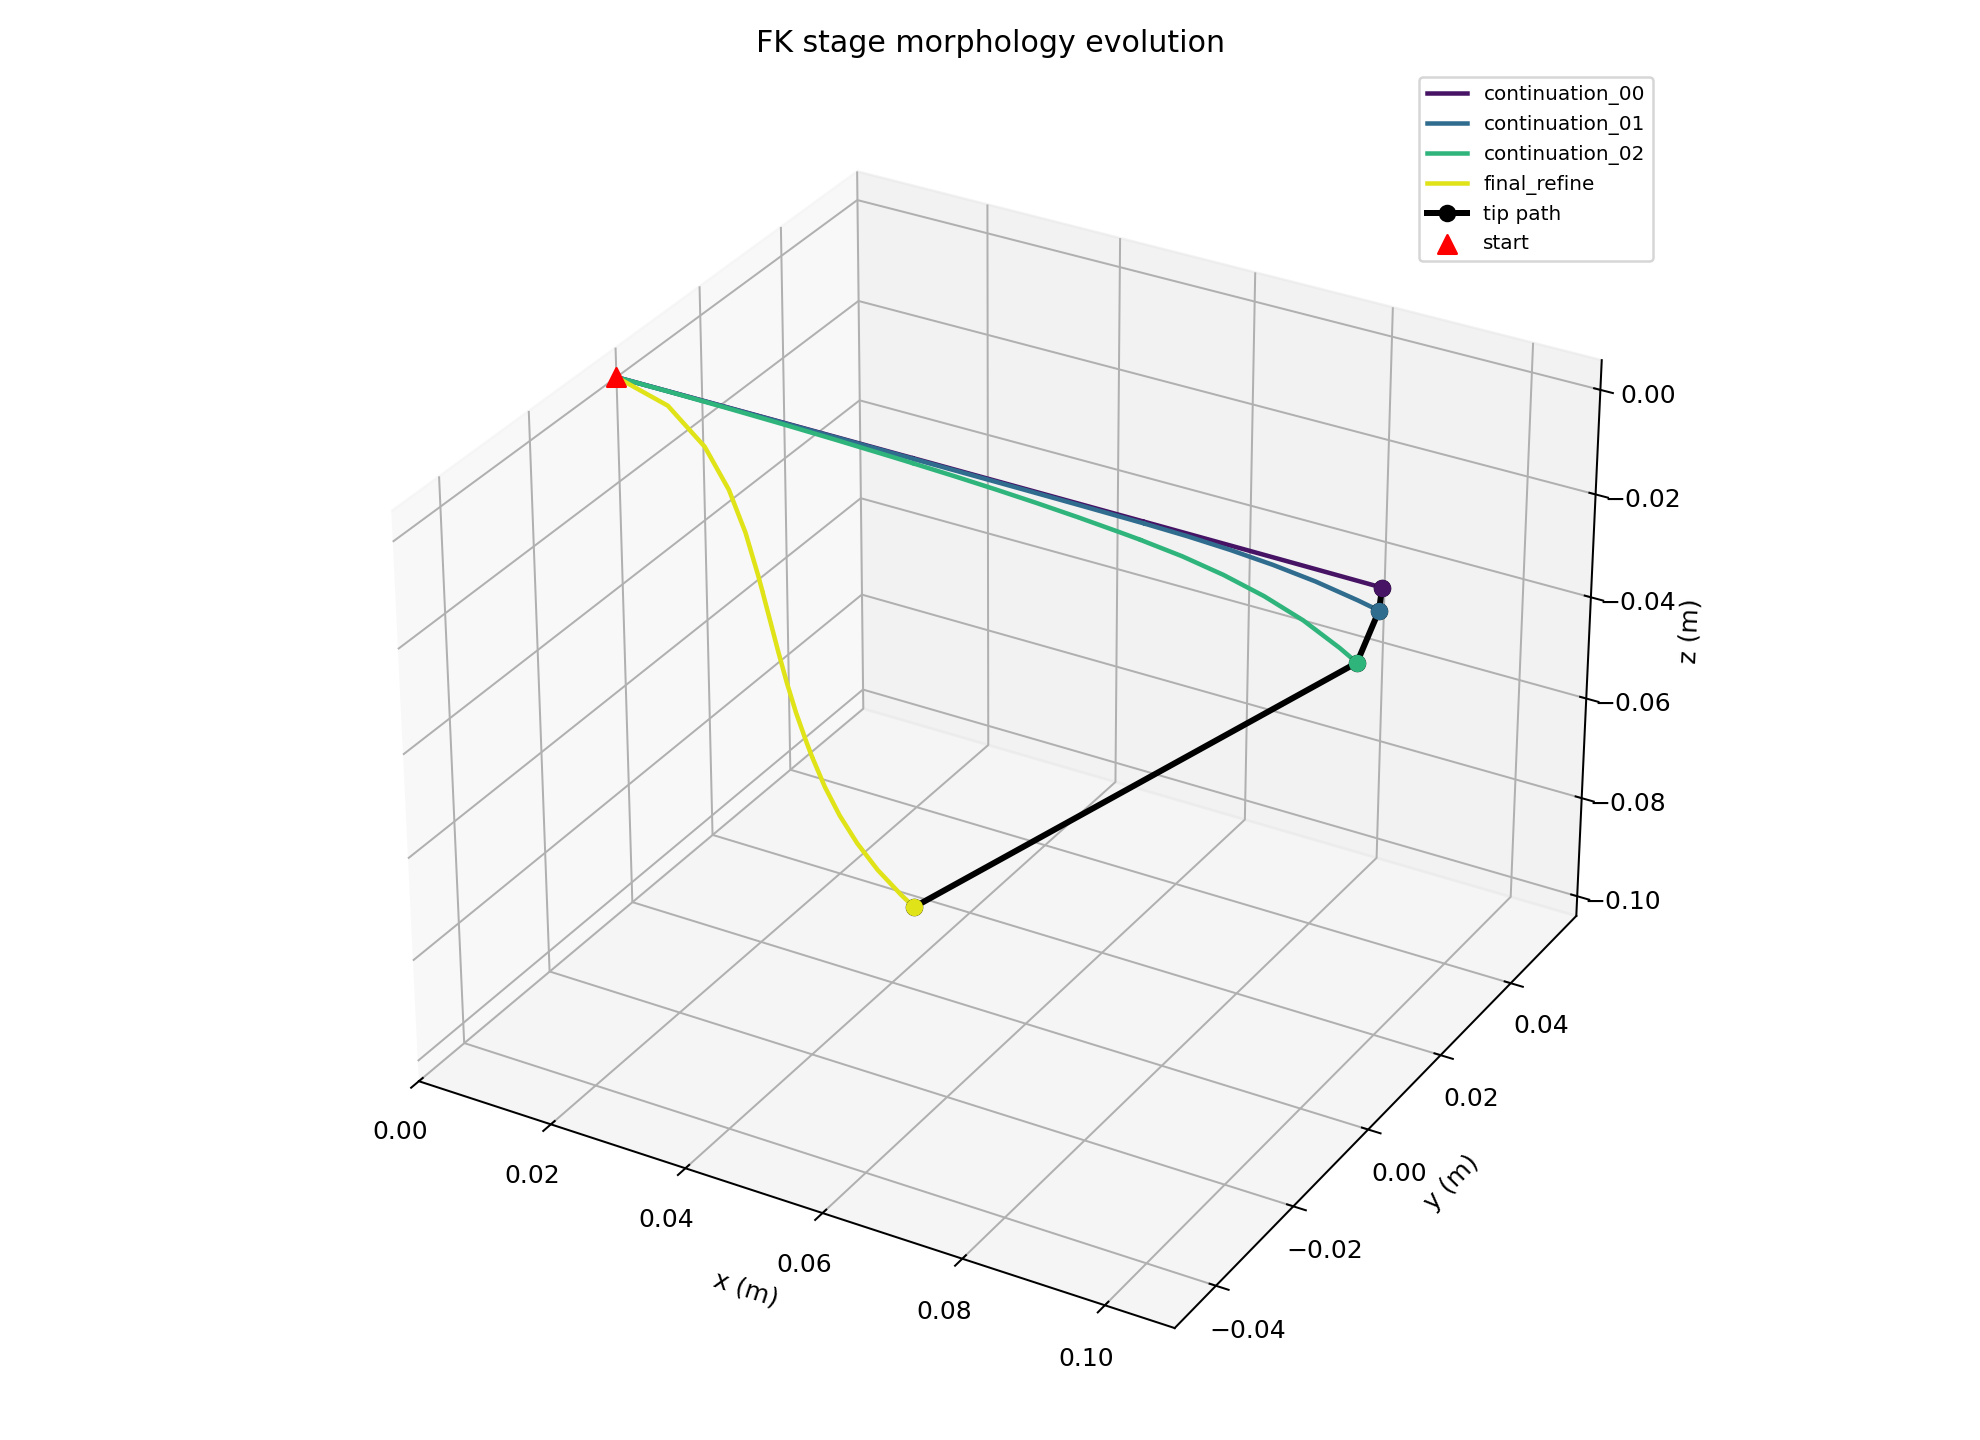 FK stage morphology evolution
continuation_00
continuation_01
continuation_02
final_refine
tip path
start
0.00
−0.02
−0.04
−0.06
−0.08
−0.10
z (m)
0.04
0.02
0.00
−0.02
−0.04
y (m)
0.00
0.02
0.04
0.06
0.08
0.10
x (m)